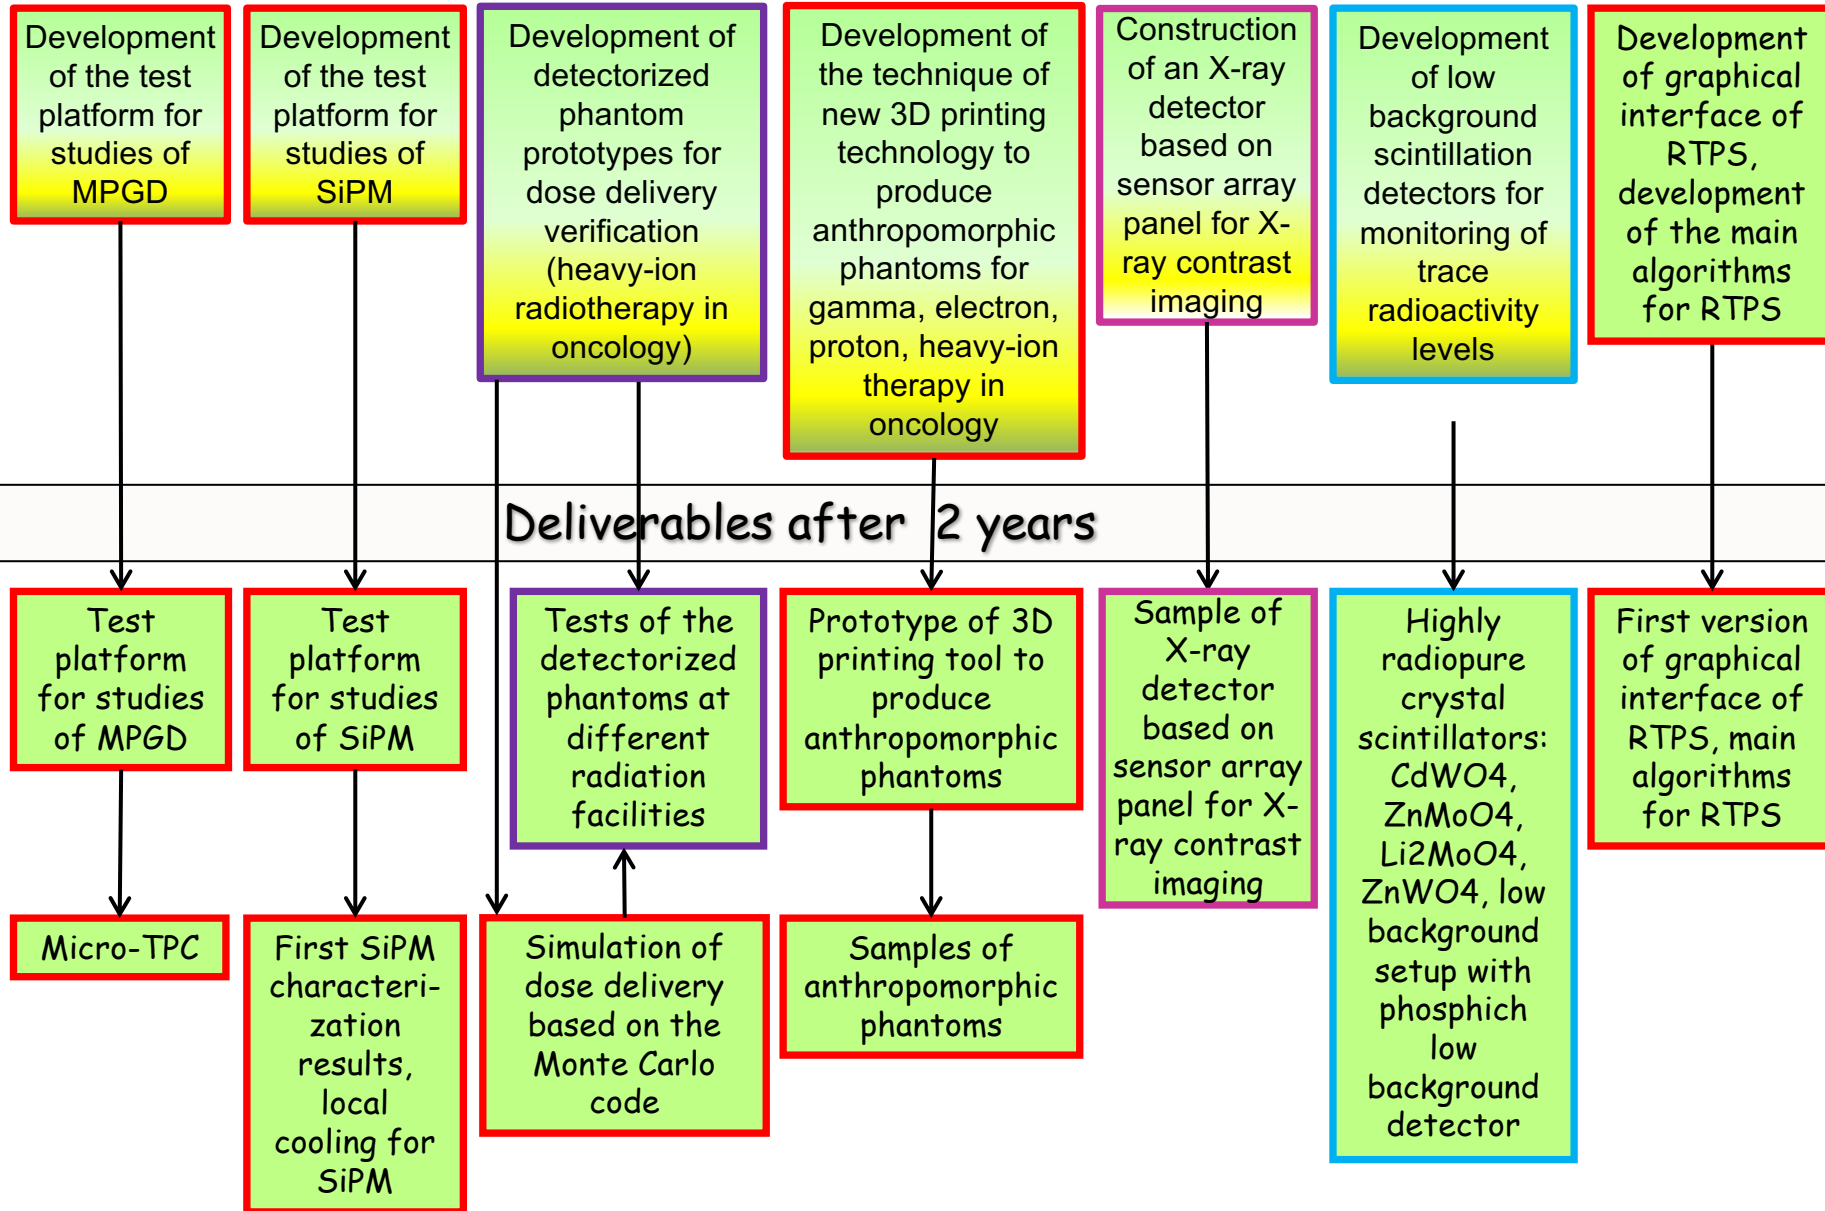 Development
of the test
platform for
studies of
MPGD
Development
of the test
platform for
studies of
SiPM
Development of
detectorized
phantom
prototypes for
dose delivery
verification
(heavy-ion
radiotherapy in
oncology)
Development of
the technique of
new 3D printing
technology to
produce
anthropomorphic
phantoms for
gamma, electron,
proton, heavy-ion
therapy in
oncology
Construction
of an X-ray
detector
based on
sensor array
panel for X-
ray contrast
imaging
Development
of low
background
scintillation
detectors for
monitoring of
trace
radioactivity
levels
Development
of graphical
interface of
RTPS,
development
of the main
algorithms
for RTPS
Deliverables after 2 years
Test
platform
for studies
of MPGD
Test
platform
for studies
of SiPM
Tests of the
detectorized
phantoms at
different
radiation
facilities
Prototype of 3D
printing tool to
produce
anthropomorphic
phantoms
Sample of
X-ray
detector
based on
sensor array
panel for X-
ray contrast
imaging
Highly
radiopure
crystal
scintillators:
CdWO4,
ZnMoO4,
Li2MoO4,
ZnWO4, low
background
setup with
phosphich
low
background
detector
First version
of graphical
interface of
RTPS, main
algorithms
for RTPS
Micro-TPC
First SiPM
characteri-
zation
results,
local
cooling for
SiPM
Simulation of
dose delivery
based on the
Monte Carlo
code
Samples of
anthropomorphic
phantoms